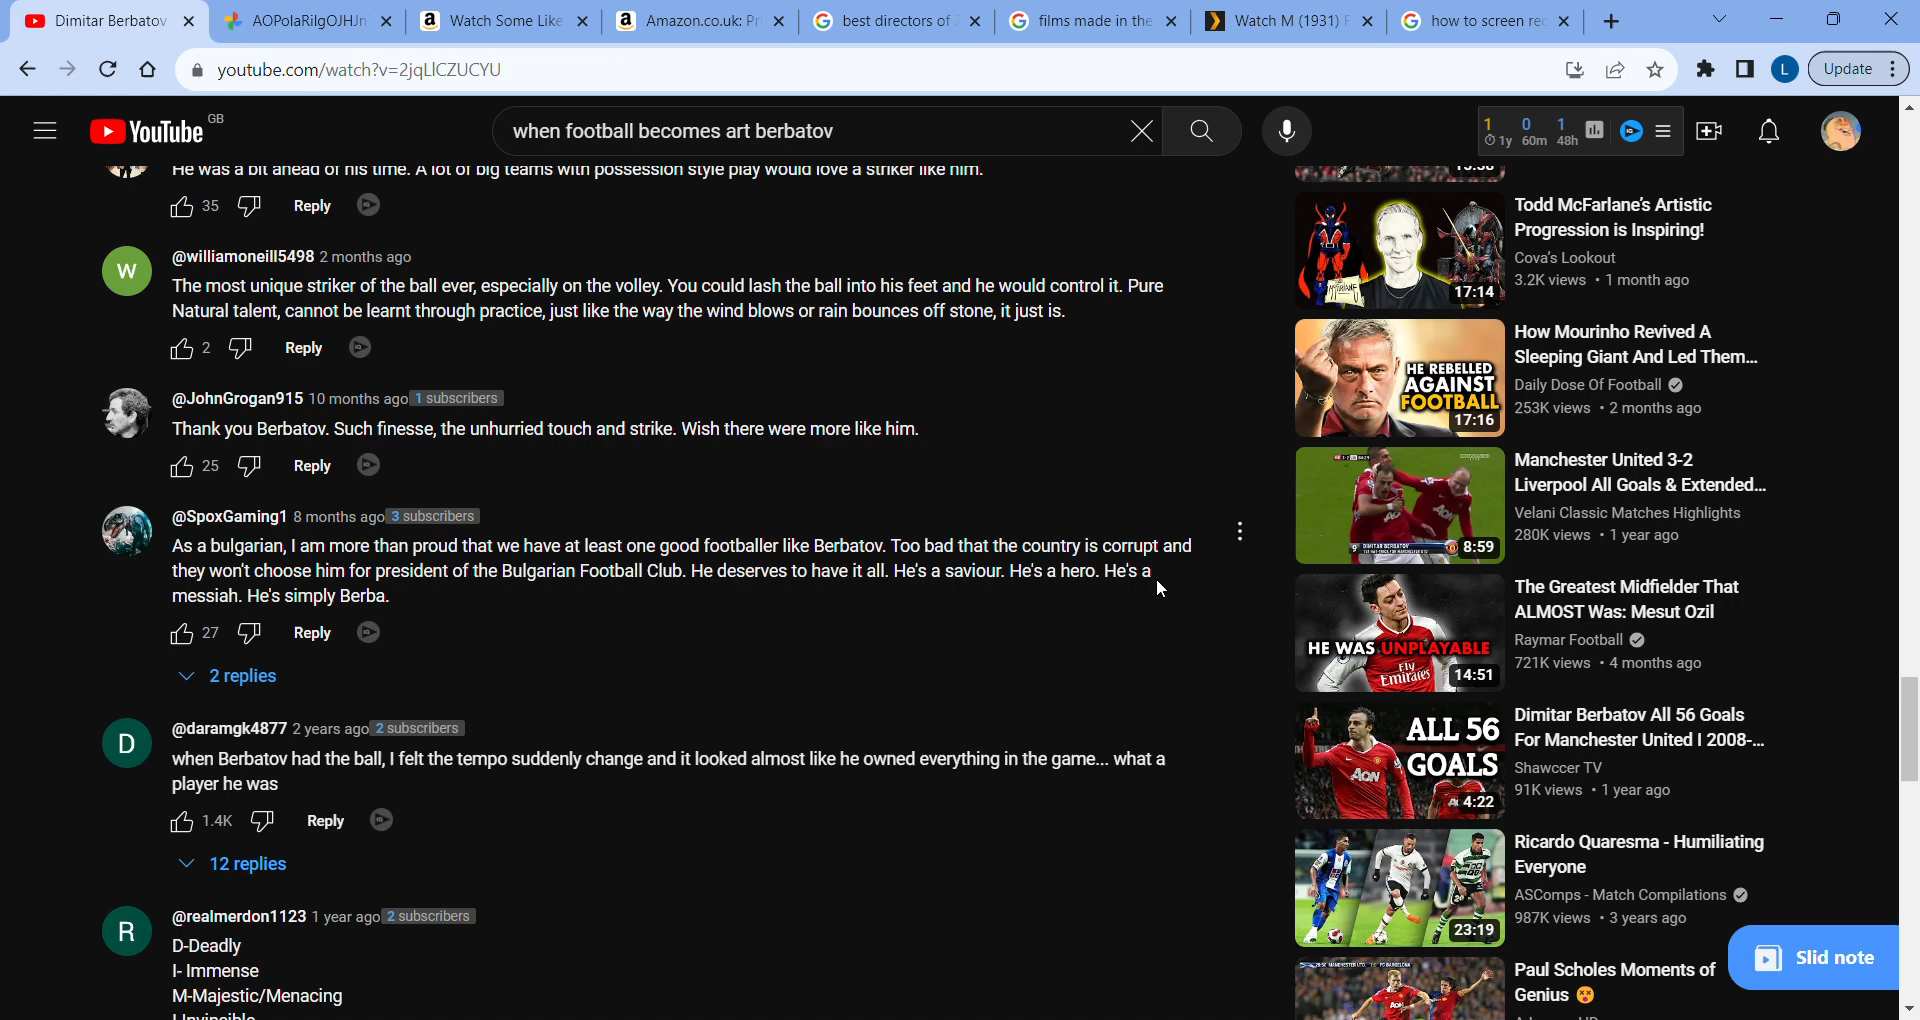 Dimitar Berbatov
AOPolaRilgOJHJn
Watch Some Like
Amazon.co.uk: Pr
best directors of
films made in the
Watch M (1931) F
how to screen rec
youtube.com/watch?v=2jqLlCZUCYU
L
Update
YouTube GB
when football becomes art berbatov
1 0 1
1y 60m 48h
He was a bit ahead of his time. A lot of big teams with possession style play would love a striker like him.
35 Reply
W
@williamoneill5498 2 months ago
The most unique striker of the ball ever, especially on the volley. You could lash the ball into his feet and he would control it. Pure
Natural talent, cannot be learnt through practice, just like the way the wind blows or rain bounces off stone, it just is.
2 Reply
@JohnGrogan915 10 months ago 1 subscribers
Thank you Berbatov. Such finesse, the unhurried touch and strike. Wish there were more like him.
25 Reply
@SpoxGaming1 8 months ago 3 subscribers
As a bulgarian, I am more than proud that we have at least one good footballer like Berbatov. Too bad that the country is corrupt and
they won't choose him for president of the Bulgarian Football Club. He deserves to have it all. He's a saviour. He's a hero. He's a
messiah. He's simply Berba.
27 Reply
2 replies
D
@daramgk4877 2 years ago 2 subscribers
when Berbatov had the ball, I felt the tempo suddenly change and it looked almost like he owned everything in the game... what a
player he was
1.4K Reply
12 replies
R
@realmerdon1123 1 year ago 2 subscribers
D-Deadly
I- Immense
M-Majestic/Menacing
Todd McFarlane's Artistic
Progression is Inspiring!
Cova's Lookout
3.2K views • 1 month ago
17:14
How Mourinho Revived A
Sleeping Giant And Led Them...
Daily Dose Of Football
253K views • 2 months ago
HE REBELLED
AGAINST
FOOTBALL
17:16
Manchester United 3-2
Liverpool All Goals & Extended...
Velani Classic Matches Highlights
280K views • 1 year ago
9 DIMITAR BERBATOV
8:59
The Greatest Midfielder That
ALMOST Was: Mesut Ozil
Raymar Football
721K views • 4 months ago
HE WAS UNPLAYABLE
Fly
Emirates
14:51
Dimitar Berbatov All 56 Goals
For Manchester United I 2008-...
Shawccer TV
91K views • 1 year ago
ALL 56
GOALS
AON
4:22
Ricardo Quaresma - Humiliating
Everyone
ASComps - Match Compilations
987K views • 3 years ago
23:19
Paul Scholes Moments of
Genius
AON
Slid note